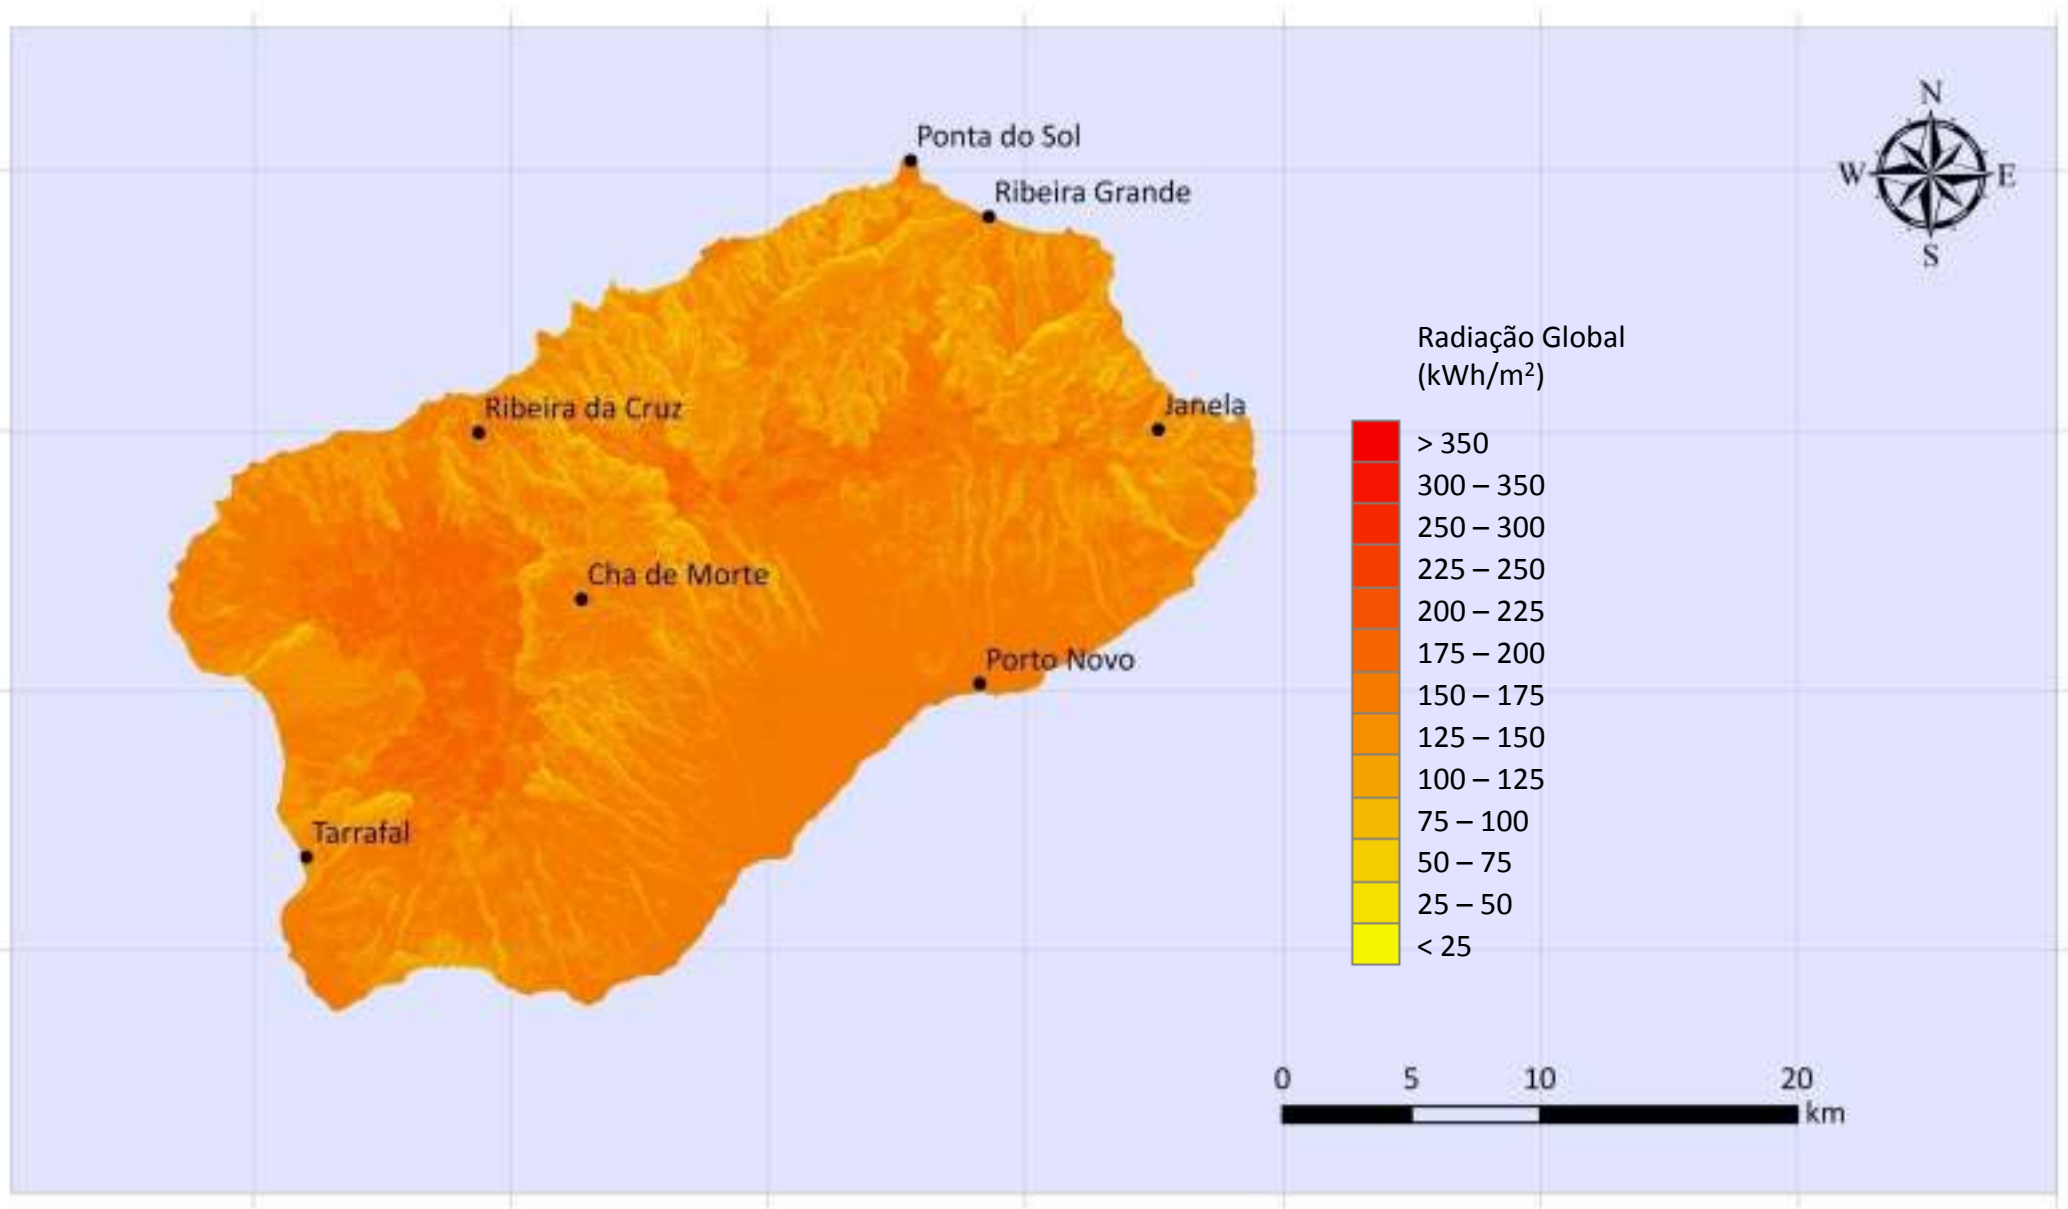 N
W E
S
Ponta do Sol
Ribeira Grande
Ribeira da Cruz
Janela
Cha de Morte
Porto Novo
Tarrafal
Radiação Global
(kWh/m²)
> 350
300 – 350
250 – 300
225 – 250
200 – 225
175 – 200
150 – 175
125 – 150
100 – 125
75 – 100
50 – 75
25 – 50
< 25
0 5 10 20
km